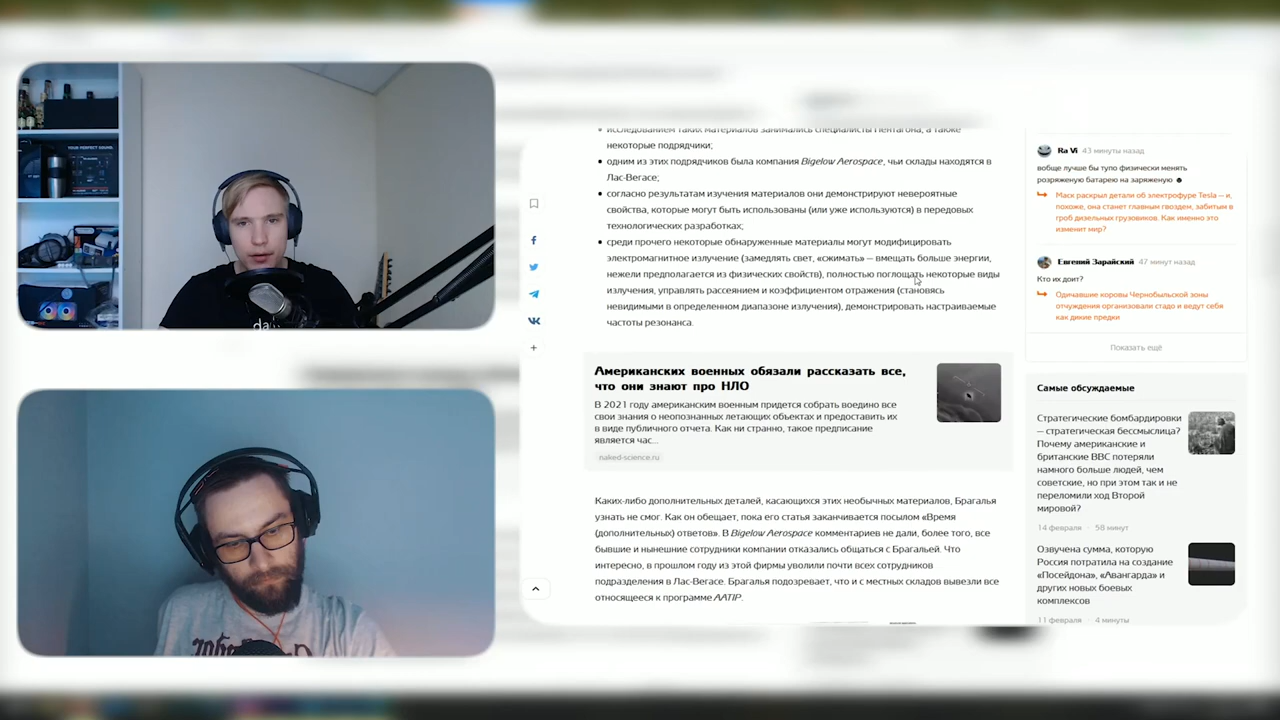 исследованием таких материалов занимались специалисты Пентагона, а также
некоторые подрядчики;
одним из этих подрядчиков была компания Bigelow Aerospace, чьи склады находятся в
Лас-Вегасе;
согласно результатам изучения материалов они демонстрируют невероятные
свойства, которые могут быть использованы (или уже используются) в передовых
технологических разработках;
среди прочего некоторые обнаруженные материалы могут модифицировать
электромагнитное излучение (замедлять свет, «сжимать» — вмещать больше энергии,
нежели предполагается из физических свойств), полностью поглощать некоторые виды
излучения, управлять рассеянием и коэффициентом отражения (становясь
невидимыми в определенном диапазоне излучения), демонстрировать настраиваемые
частоты резонанса.
Американских военных обязали рассказать все,
что они знают про НЛО
В 2021 году американским военным придется собрать воедино все
свои знания о неопознанных летающих объектах и предоставить их
в виде публичного отчета. Как ни странно, такое предписание
является час...
naked-science.ru
Каких-либо дополнительных деталей, касающихся этих необычных материалов, Брагалья
узнать не смог. Как он обещает, пока его статья заканчивается посылом «Время
(дополнительных) ответов». В Bigelow Aerospace комментариев не дали, более того, все
бывшие и нынешние сотрудники компании отказались общаться с Брагальей. Что
интересно, в прошлом году из этой фирмы уволили почти всех сотрудников
подразделения в Лас-Вегасе. Брагалья подозревает, что и с местных складов вывезли все
относящееся к программе AATIP.
Ra Vi 43 минуты назад
вобще лучше бы тупо физически менять
розряженую батарею на заряженую
Маск раскрыл детали об электрофуре Tesla — и,
похоже, она станет главным гвоздем, забитым в
гроб дизельных грузовиков. Как именно это
изменит мир?
Евгений Зарайский 47 минут назад
Кто их доит?
Одичавшие коровы Чернобыльской зоны
отчуждения организовали стадо и ведут себя
как дикие предки
Показать ещё
Самые обсуждаемые
Стратегические бомбардировки
— стратегическая бессмыслица?
Почему американские и
британские ВВС потеряли
намного больше людей, чем
советские, но при этом так и не
переломили ход Второй
мировой?
14 февраля · 58 минут
Озвучена сумма, которую
Россия потратила на создание
«Посейдона», «Авангарда» и
других новых боевых
комплексов
11 февраля · 4 минуты